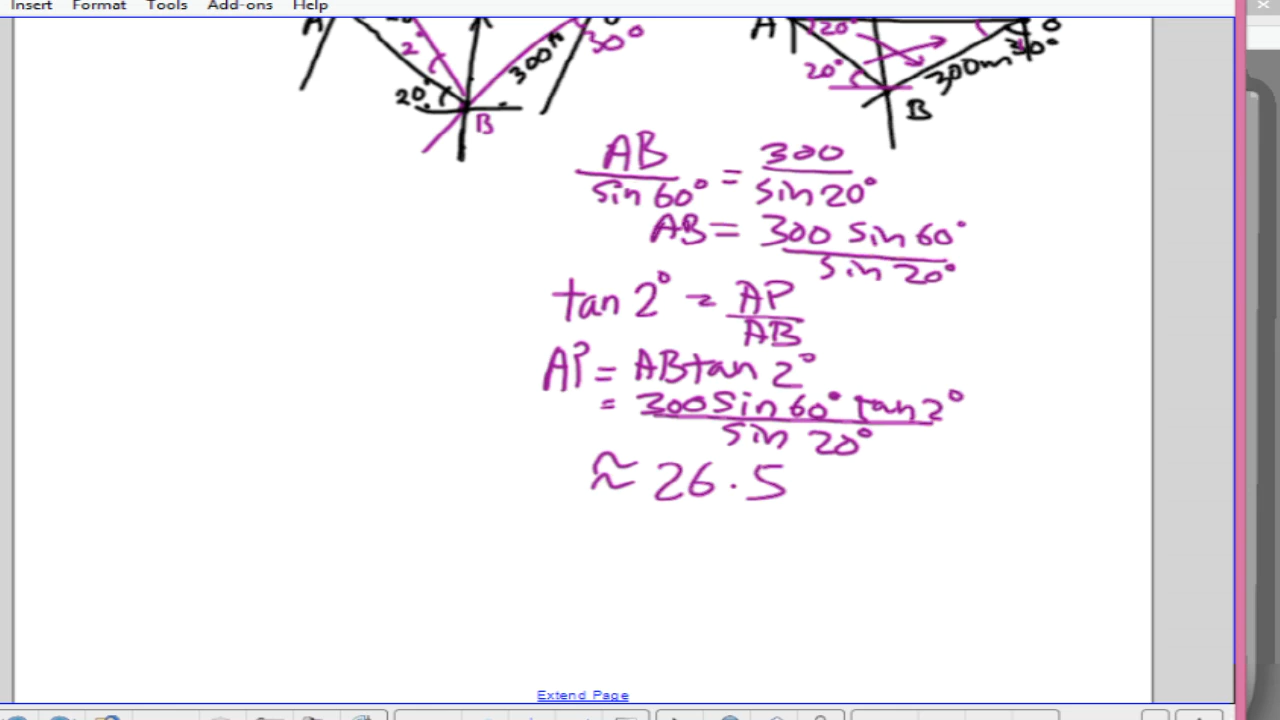 Insert Format Tools Add-ons Help
A
2°
300
30°
20°
B
A
20°
20°
300m
30°
B
AB / sin 60° = 300 / sin 20°
AB = 300 sin 60° / sin 20°
tan 2° = AP / AB
AP = AB tan 2°
= 300 sin 60° tan 2° / sin 20°
≈ 26.5
Extend Page